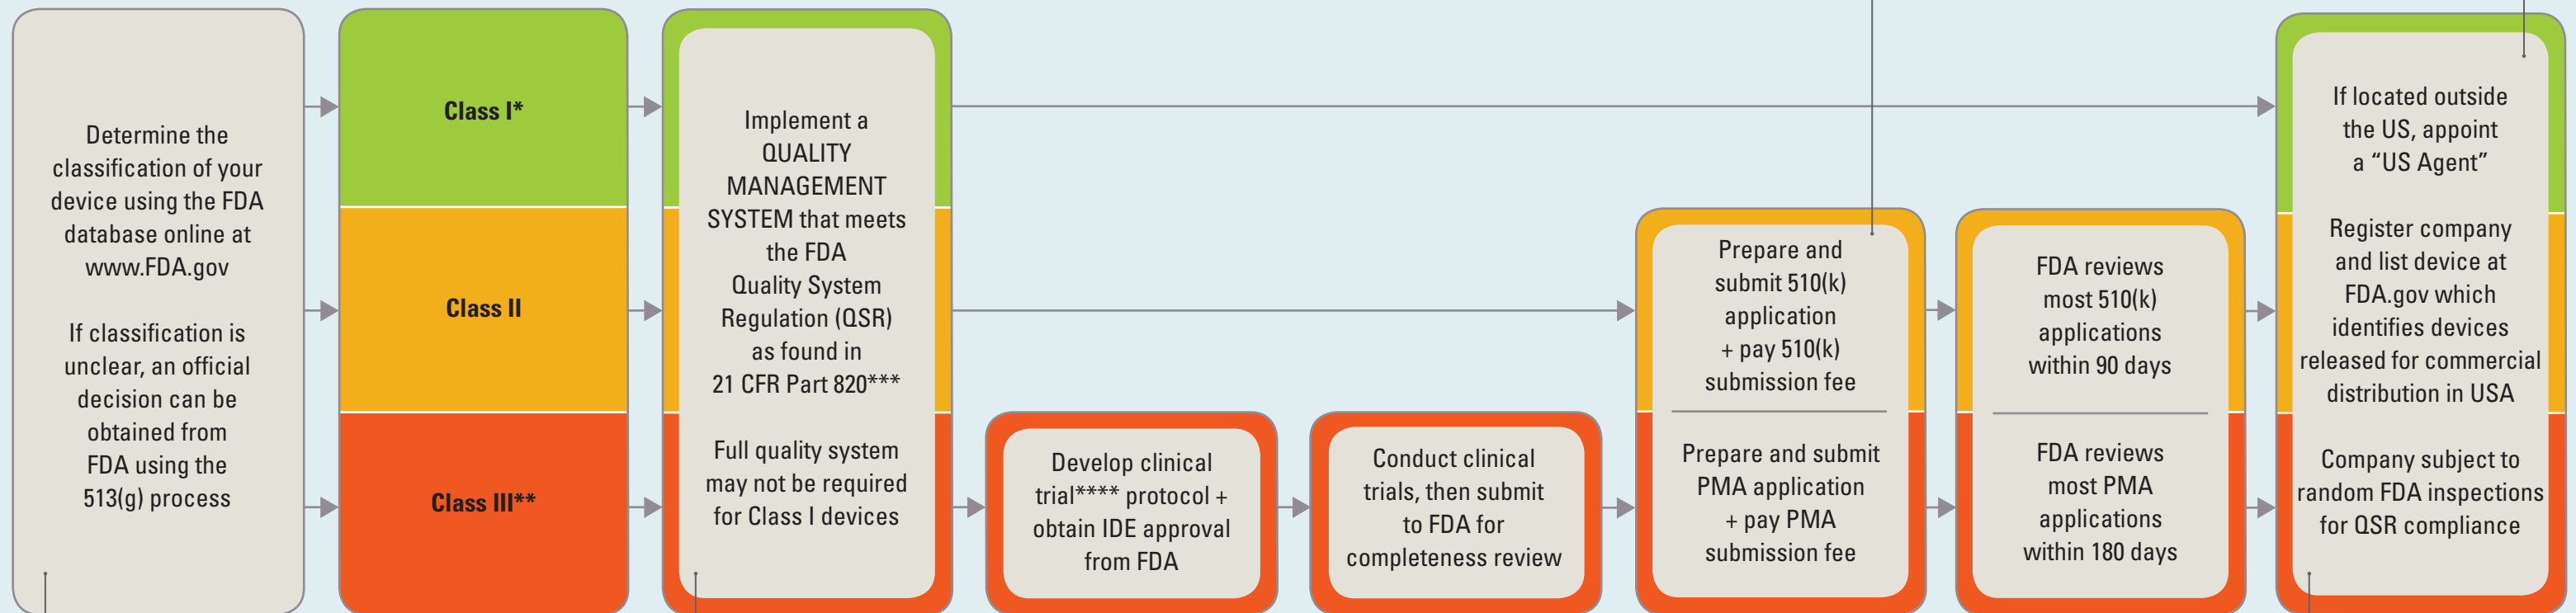 Determine the
classification of your
device using the FDA
database online at
www.FDA.gov
If classification is
unclear, an official
decision can be
obtained from
FDA using the
513(g) process
Class I*
Class II
Class III**
Implement a
QUALITY
MANAGEMENT
SYSTEM that meets
the FDA
Quality System
Regulation (QSR)
as found in
21 CFR Part 820***
Full quality system
may not be required
for Class I devices
Develop clinical
trial**** protocol +
obtain IDE approval
from FDA
Conduct clinical
trials, then submit
to FDA for
completeness review
Prepare and
submit 510(k)
application
+ pay 510(k)
submission fee
Prepare and submit
PMA application
+ pay PMA
submission fee
FDA reviews
most 510(k)
applications
within 90 days
FDA reviews
most PMA
applications
within 180 days
If located outside
the US, appoint
a “US Agent”
Register company
and list device at
FDA.gov which
identifies devices
released for commercial
distribution in USA
Company subject to
random FDA inspections
for QSR compliance